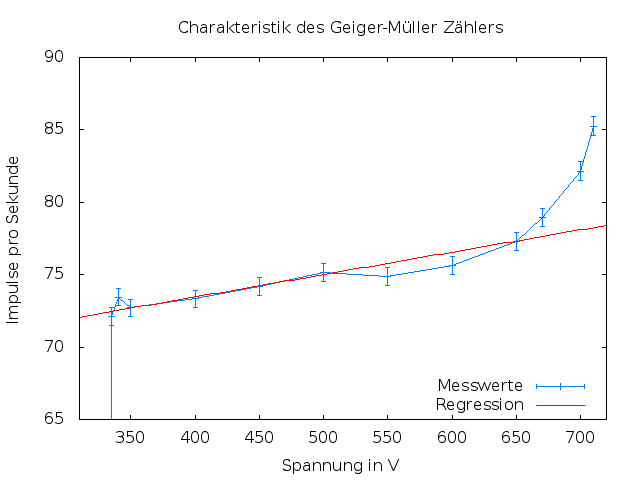 Charakteristik des Geiger-Müller Zählers
Impulse pro Sekunde
90
85
80
75
70
65
350 400 450 500 550 600 650 700
Spannung in V
Messwerte
Regression